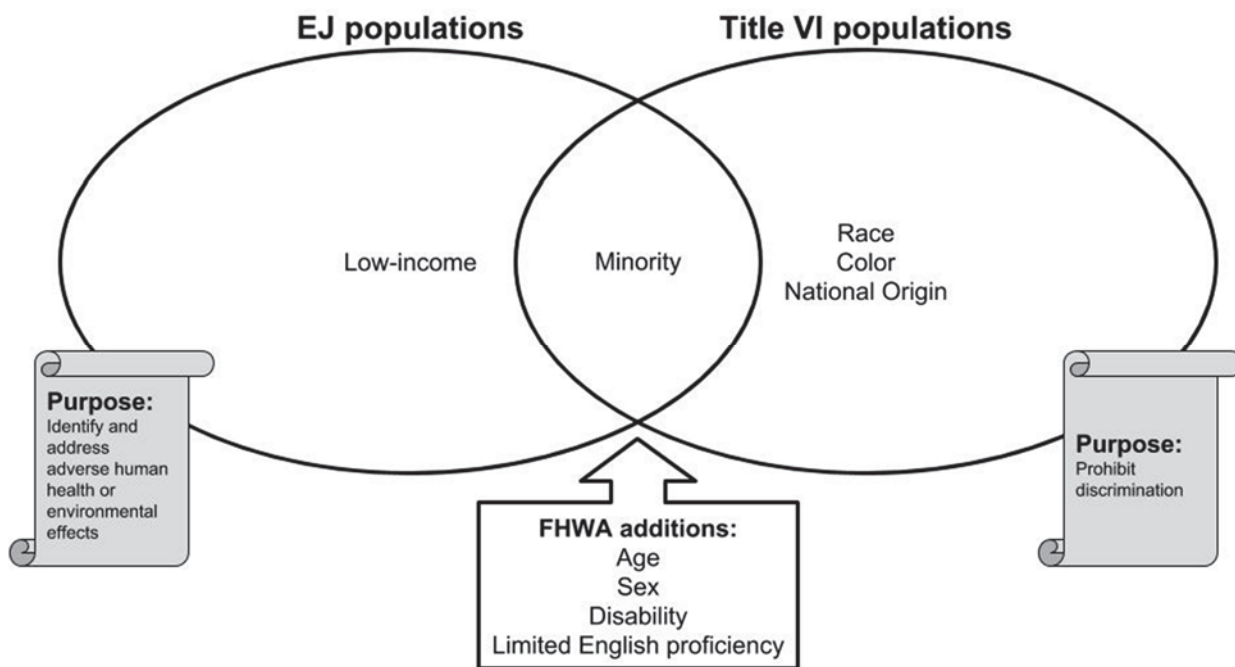 EJ populations
Title VI populations
Low-income
Minority
Race
Color
National Origin
Purpose:
Identify and
address
adverse human
health or
environmental
effects
Purpose:
Prohibit
discrimination
FHWA additions:
Age
Sex
Disability
Limited English proficiency